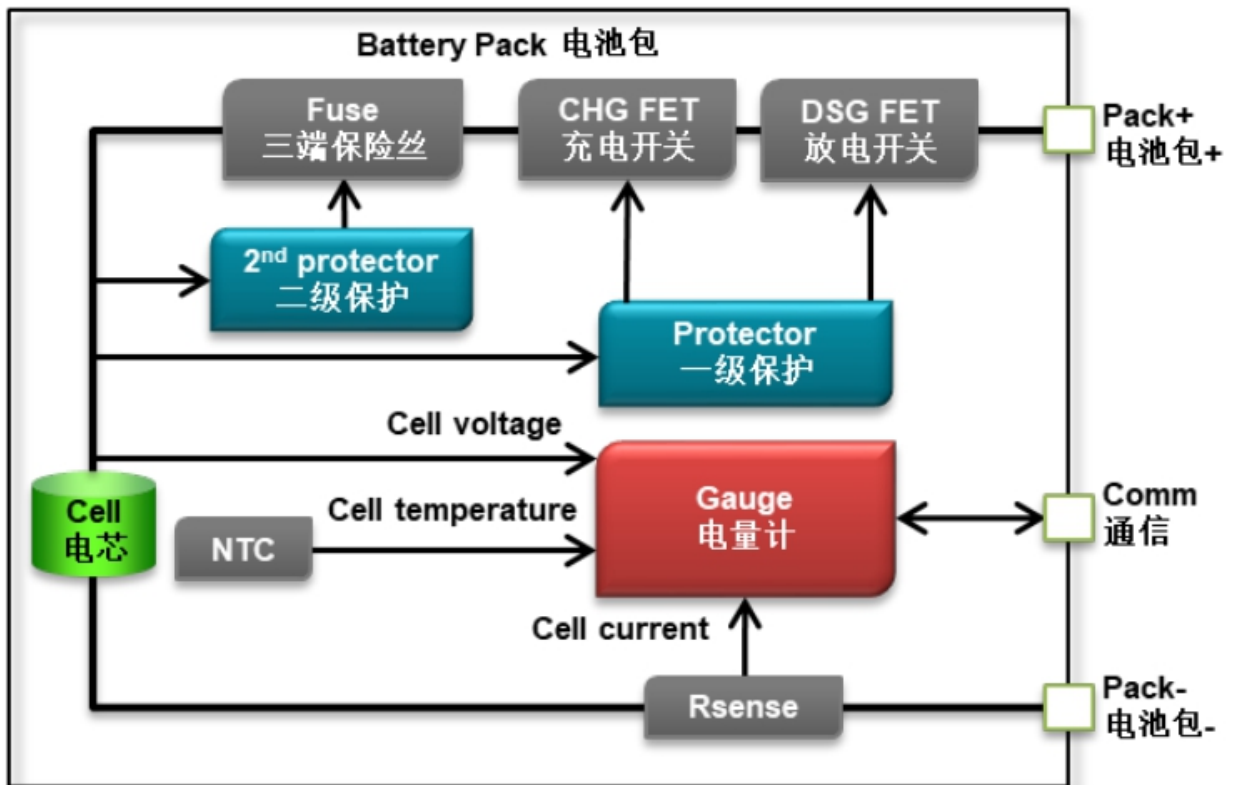 Battery Pack 电池包
Fuse
三端保险丝
CHG FET
充电开关
DSG FET
放电开关
Pack+
电池包+
2nd protector
二级保护
Protector
一级保护
Cell voltage
Cell
电芯
NTC
Cell temperature
Gauge
电量计
Comm
通信
Cell current
Rsense
Pack-
电池包-